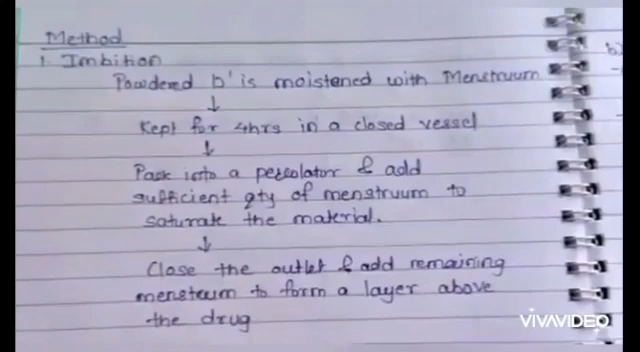 Method
1. Imbition
Powdered D' is moistened with Menstruum
↓
Kept for 4hrs in a closed vessel
↓
Pack into a percolator & add
sufficient qty of menstruum to
saturate the material.
↓
Close the outlet & add remaining
menstruum to form a layer above
the drug
b)
VIVAVIDEO